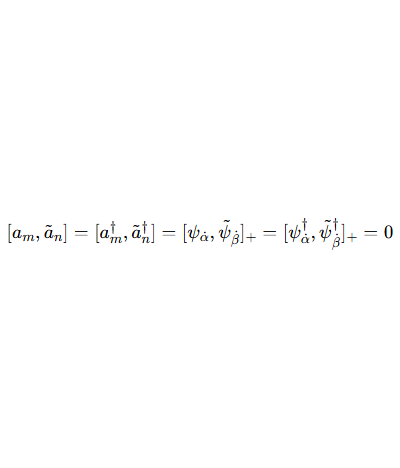 $[a_m, \tilde{a}_n] = [a_m^\dagger, \tilde{a}_n^\dagger] = [\psi_{\dot{\alpha}}, \tilde{\psi}_{\dot{\beta}}]_+ = [\psi_{\dot{\alpha}}^\dagger, \tilde{\psi}_{\dot{\beta}}^\dagger]_+ = 0$